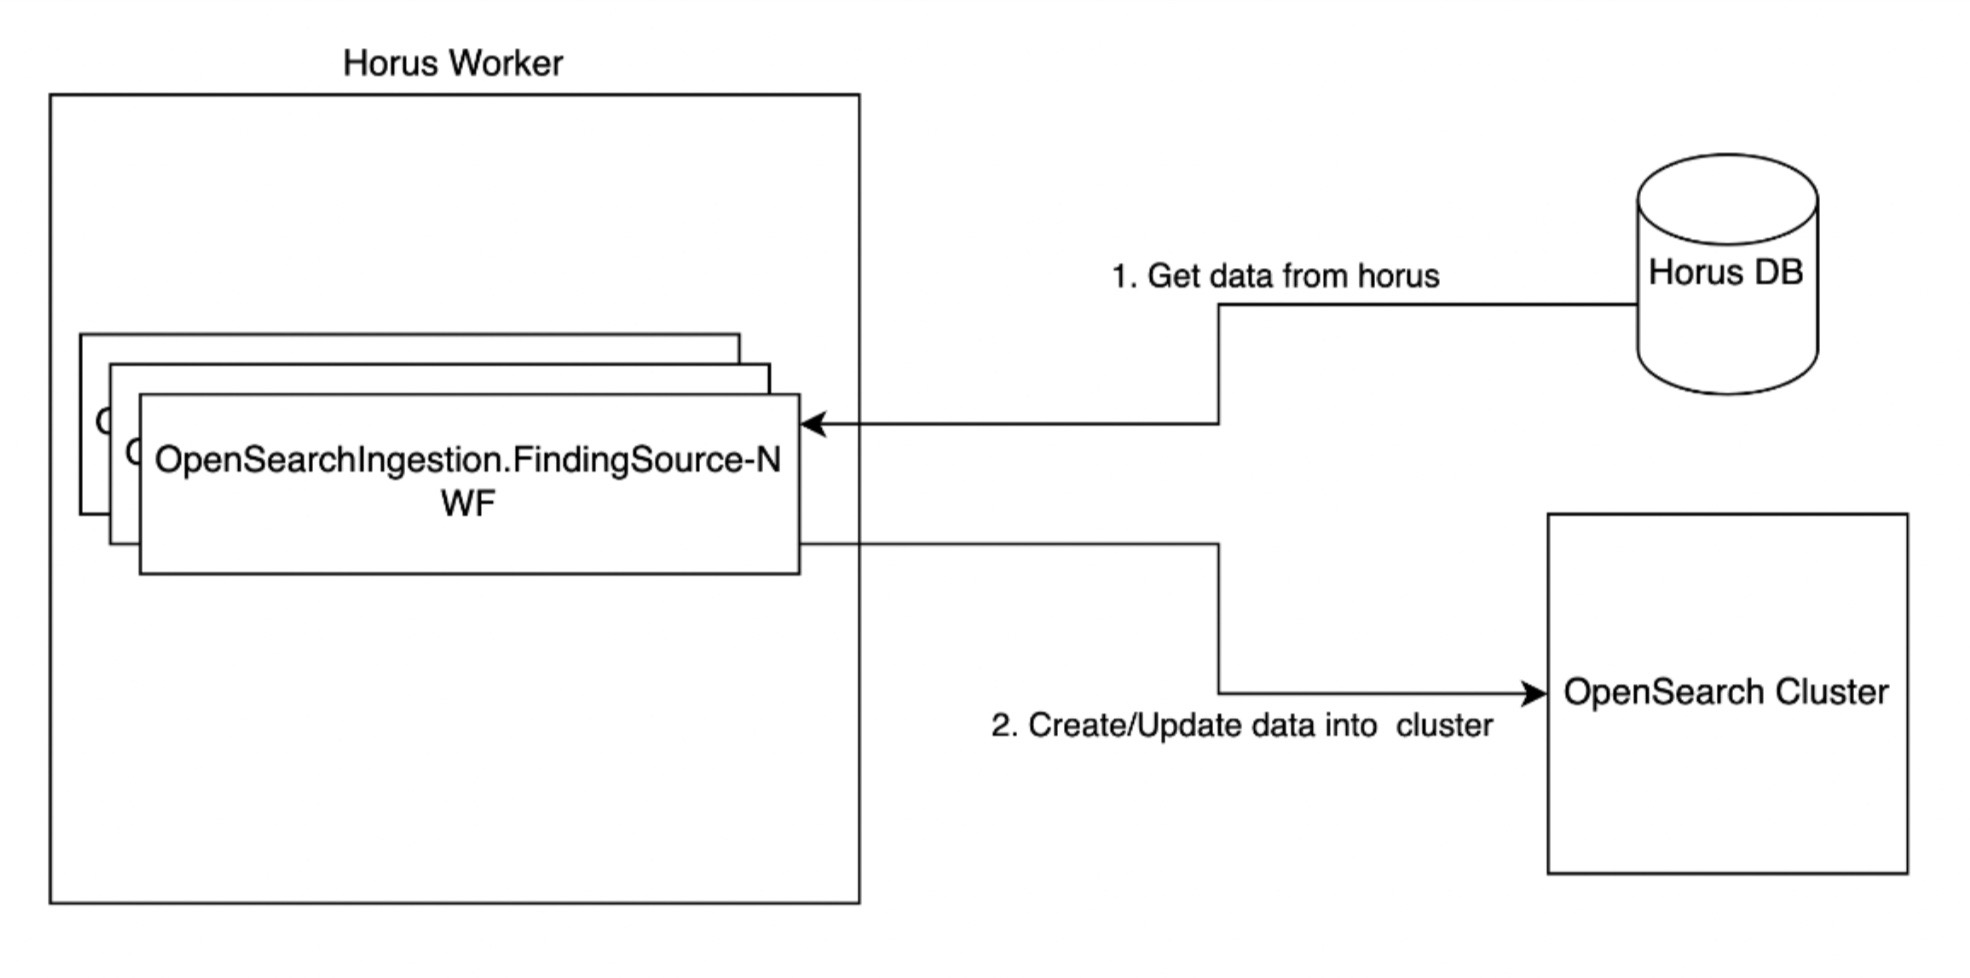 Horus Worker
1. Get data from horus
Horus DB
OpenSearchIngestion.FindingSource-N
WF
OpenSearch Cluster
2. Create/Update data into  cluster